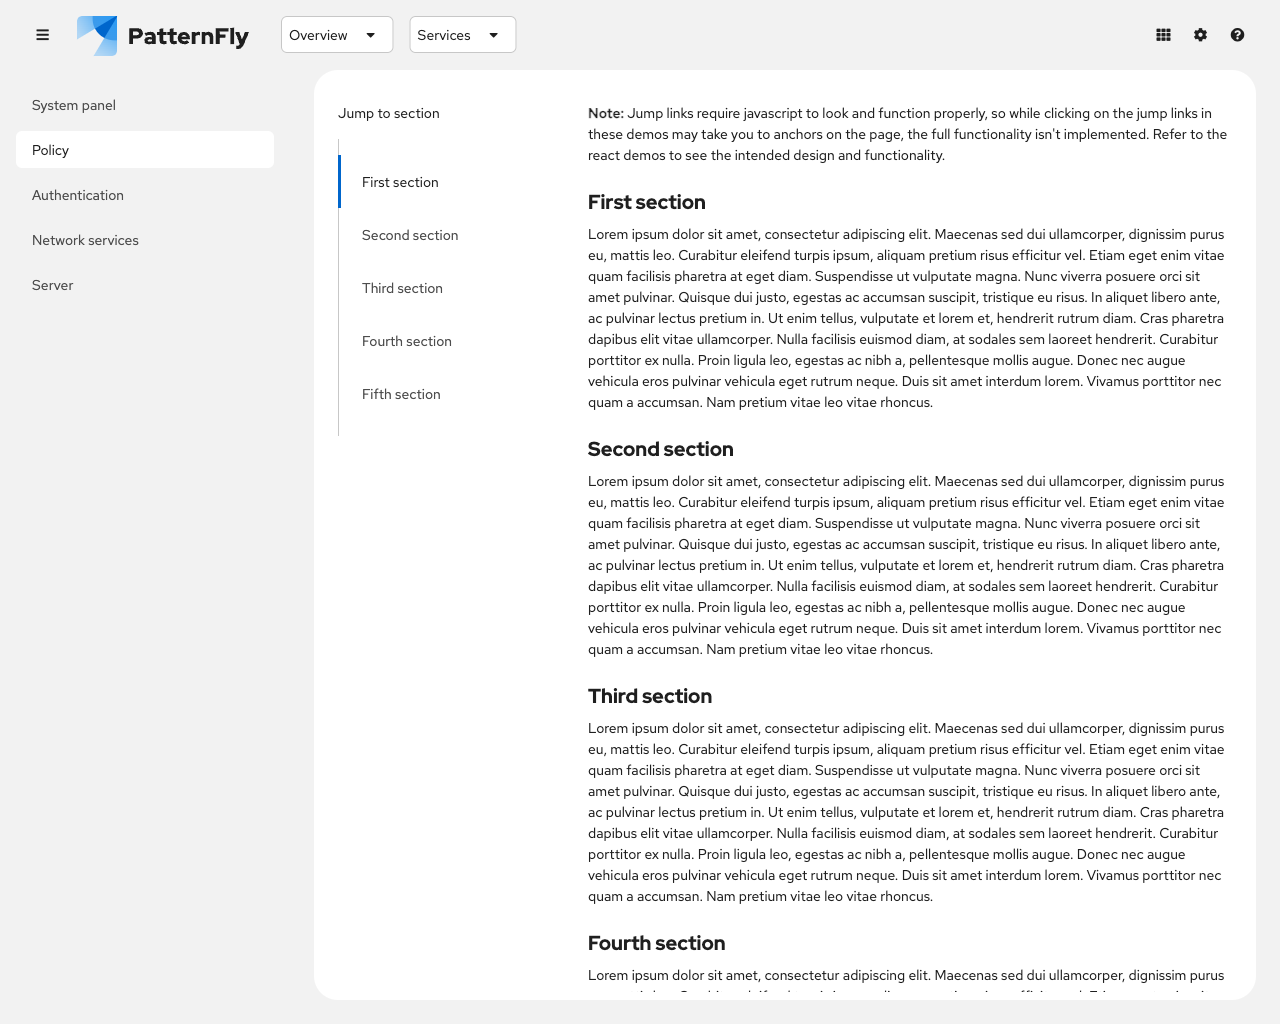 PatternFly
Overview
Services
System panel
Policy
Authentication
Network services
Server
Jump to section
First section
Second section
Third section
Fourth section
Fifth section
Note: Jump links require javascript to look and function properly, so while clicking on the jump links in
these demos may take you to anchors on the page, the full functionality isn't implemented. Refer to the
react demos to see the intended design and functionality.
First section
Lorem ipsum dolor sit amet, consectetur adipiscing elit. Maecenas sed dui ullamcorper, dignissim purus
eu, mattis leo. Curabitur eleifend turpis ipsum, aliquam pretium risus efficitur vel. Etiam eget enim vitae
quam facilisis pharetra at eget diam. Suspendisse ut vulputate magna. Nunc viverra posuere orci sit
amet pulvinar. Quisque dui justo, egestas ac accumsan suscipit, tristique eu risus. In aliquet libero ante,
ac pulvinar lectus pretium in. Ut enim tellus, vulputate et lorem et, hendrerit rutrum diam. Cras pharetra
dapibus elit vitae ullamcorper. Nulla facilisis euismod diam, at sodales sem laoreet hendrerit. Curabitur
porttitor ex nulla. Proin ligula leo, egestas ac nibh a, pellentesque mollis augue. Donec nec augue
vehicula eros pulvinar vehicula eget rutrum neque. Duis sit amet interdum lorem. Vivamus porttitor nec
quam a accumsan. Nam pretium vitae leo vitae rhoncus.
Second section
Lorem ipsum dolor sit amet, consectetur adipiscing elit. Maecenas sed dui ullamcorper, dignissim purus
eu, mattis leo. Curabitur eleifend turpis ipsum, aliquam pretium risus efficitur vel. Etiam eget enim vitae
quam facilisis pharetra at eget diam. Suspendisse ut vulputate magna. Nunc viverra posuere orci sit
amet pulvinar. Quisque dui justo, egestas ac accumsan suscipit, tristique eu risus. In aliquet libero ante,
ac pulvinar lectus pretium in. Ut enim tellus, vulputate et lorem et, hendrerit rutrum diam. Cras pharetra
dapibus elit vitae ullamcorper. Nulla facilisis euismod diam, at sodales sem laoreet hendrerit. Curabitur
porttitor ex nulla. Proin ligula leo, egestas ac nibh a, pellentesque mollis augue. Donec nec augue
vehicula eros pulvinar vehicula eget rutrum neque. Duis sit amet interdum lorem. Vivamus porttitor nec
quam a accumsan. Nam pretium vitae leo vitae rhoncus.
Third section
Lorem ipsum dolor sit amet, consectetur adipiscing elit. Maecenas sed dui ullamcorper, dignissim purus
eu, mattis leo. Curabitur eleifend turpis ipsum, aliquam pretium risus efficitur vel. Etiam eget enim vitae
quam facilisis pharetra at eget diam. Suspendisse ut vulputate magna. Nunc viverra posuere orci sit
amet pulvinar. Quisque dui justo, egestas ac accumsan suscipit, tristique eu risus. In aliquet libero ante,
ac pulvinar lectus pretium in. Ut enim tellus, vulputate et lorem et, hendrerit rutrum diam. Cras pharetra
dapibus elit vitae ullamcorper. Nulla facilisis euismod diam, at sodales sem laoreet hendrerit. Curabitur
porttitor ex nulla. Proin ligula leo, egestas ac nibh a, pellentesque mollis augue. Donec nec augue
vehicula eros pulvinar vehicula eget rutrum neque. Duis sit amet interdum lorem. Vivamus porttitor nec
quam a accumsan. Nam pretium vitae leo vitae rhoncus.
Fourth section
Lorem ipsum dolor sit amet, consectetur adipiscing elit. Maecenas sed dui ullamcorper, dignissim purus